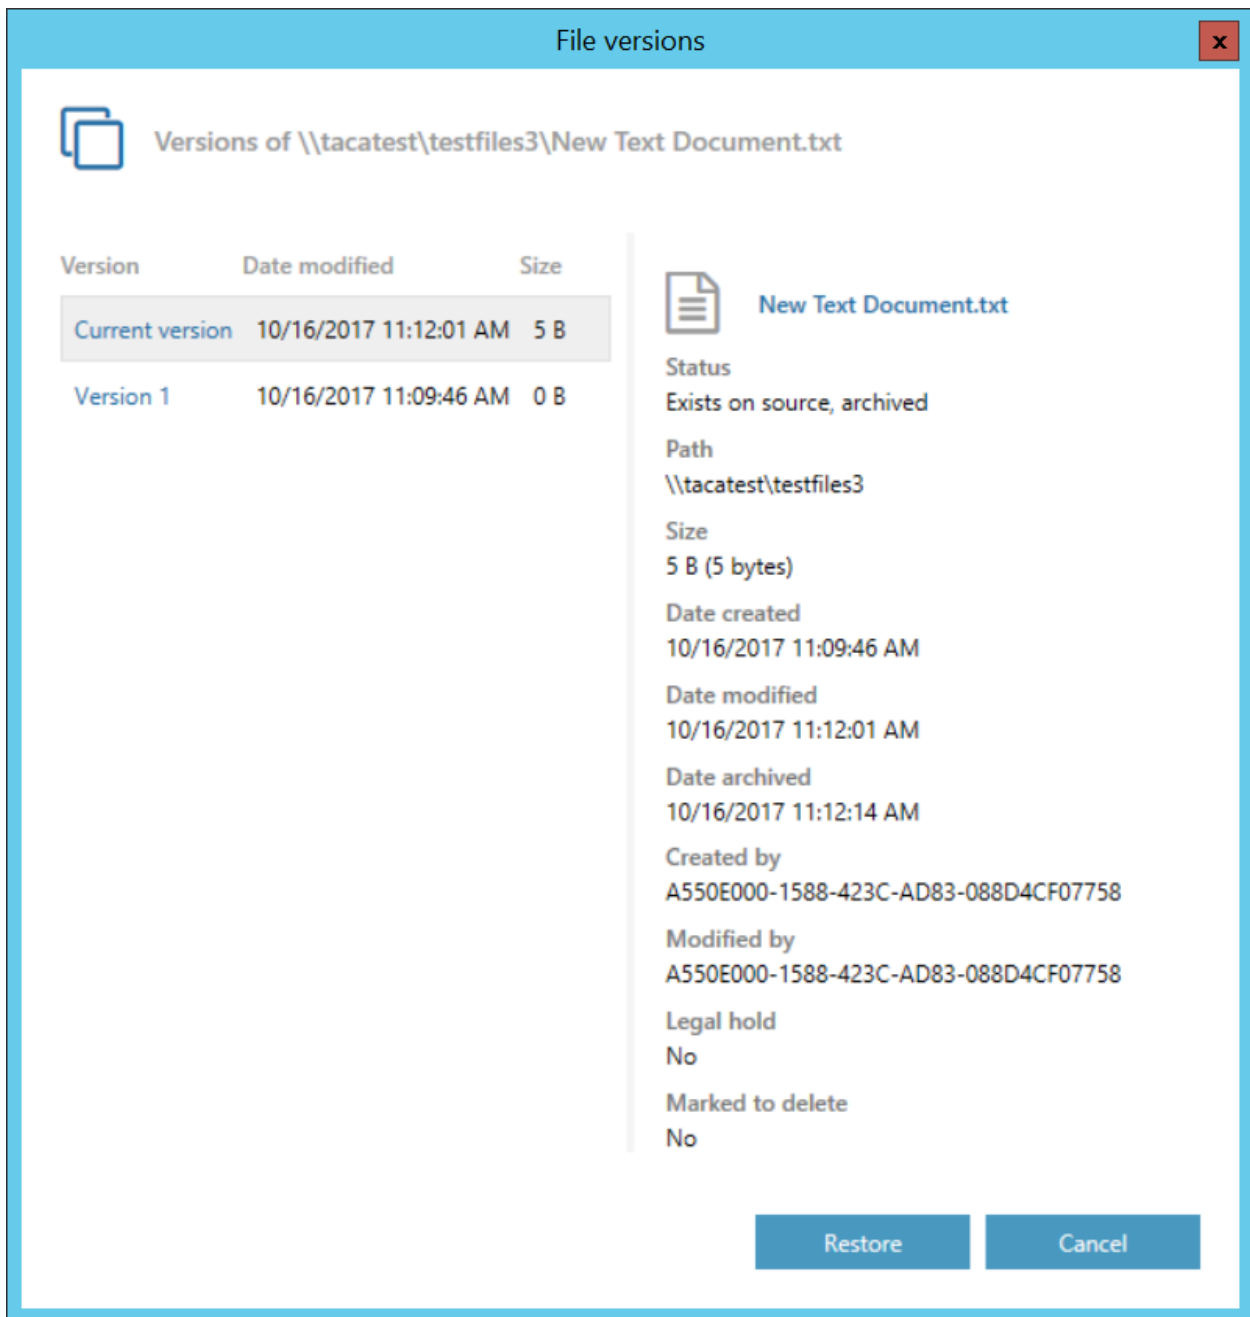 File versions
x
Versions of \\tacatest\testfiles3\New Text Document.txt
Version Date modified Size
Current version 10/16/2017 11:12:01 AM 5 B
Version 1 10/16/2017 11:09:46 AM 0 B
New Text Document.txt
Status
Exists on source, archived
Path
\\tacatest\testfiles3
Size
5 B (5 bytes)
Date created
10/16/2017 11:09:46 AM
Date modified
10/16/2017 11:12:01 AM
Date archived
10/16/2017 11:12:14 AM
Created by
A550E000-1588-423C-AD83-088D4CF07758
Modified by
A550E000-1588-423C-AD83-088D4CF07758
Legal hold
No
Marked to delete
No
Restore Cancel